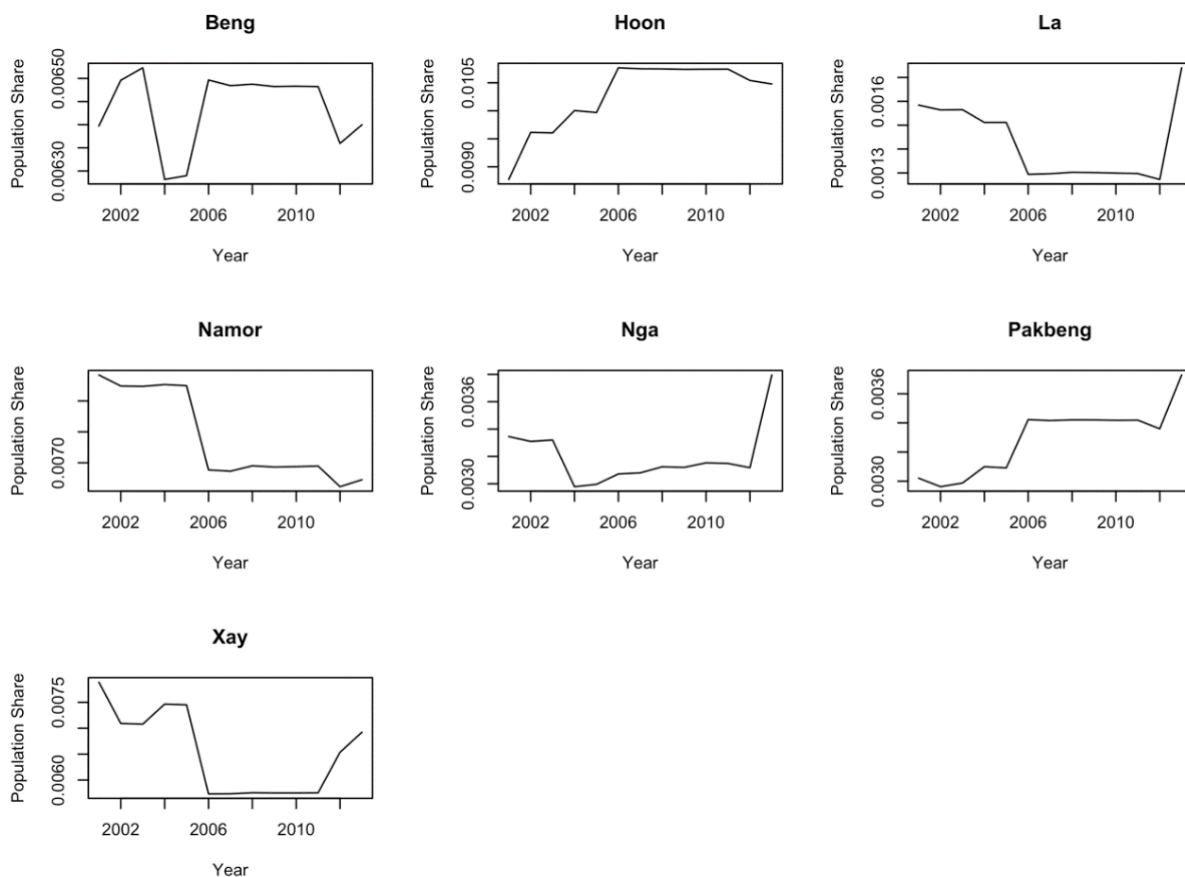 Beng
Population Share
0.00650
0.00630
2002 2006 2010
Year
Hoon
Population Share
0.0105
0.0090
2002 2006 2010
Year
La
Population Share
0.0016
0.0013
2002 2006 2010
Year
Namor
Population Share
0.0070
2002 2006 2010
Year
Nga
Population Share
0.0036
0.0030
2002 2006 2010
Year
Pakbeng
Population Share
0.0036
0.0030
2002 2006 2010
Year
Xay
Population Share
0.0075
0.0060
2002 2006 2010
Year